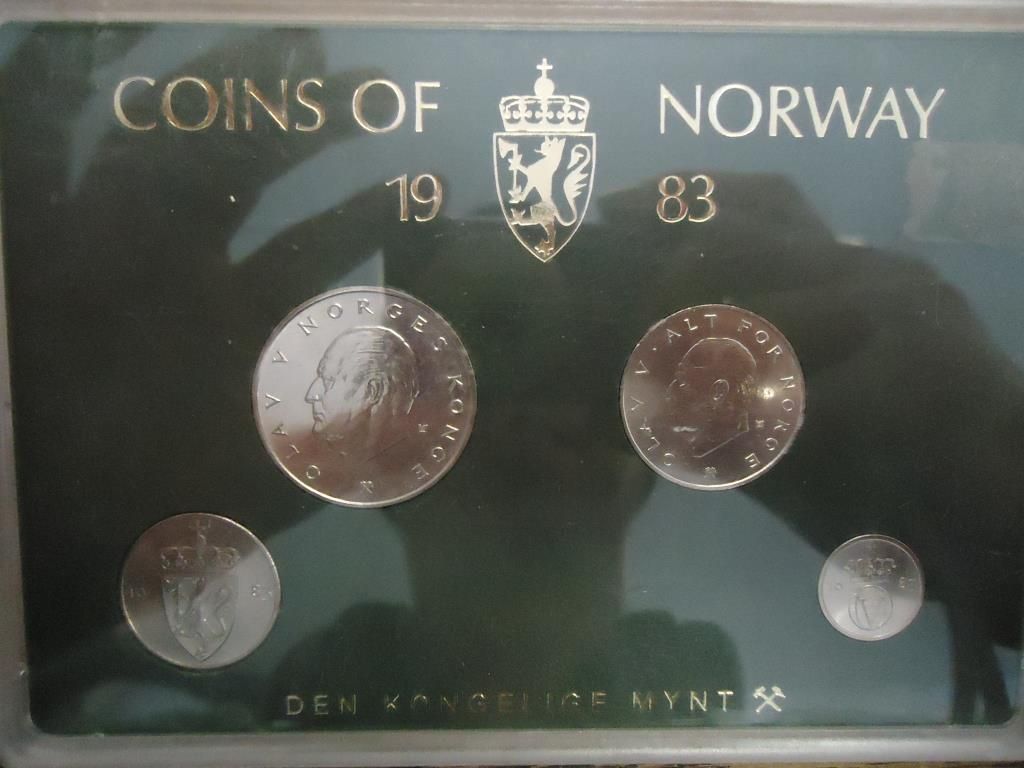 COINS OF NORWAY
19 83
OLAV V NORGES KONGE
K
OLAV V · ALT FOR NORGE
K
DEN KONGELIGE MYNT